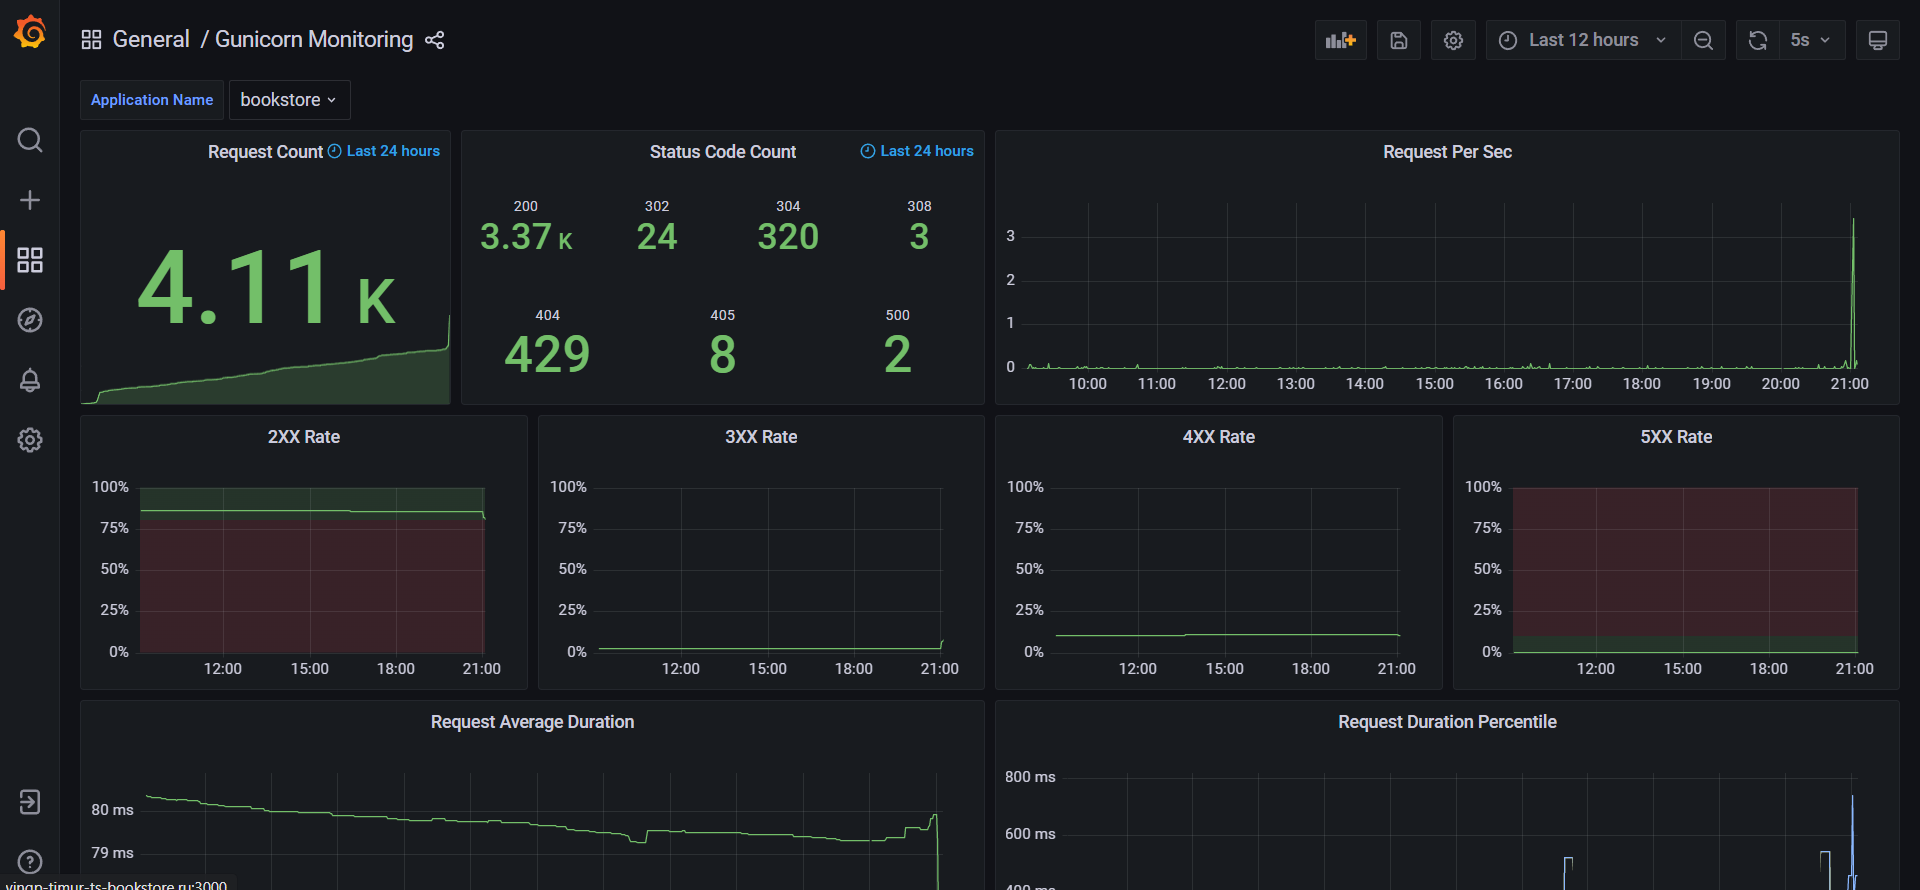 General / Gunicorn Monitoring
Last 12 hours
5s
Application Name
bookstore
Request Count
Last 24 hours
4.11 K
Status Code Count
Last 24 hours
200 302 304 308
3.37 K 24 320 3
404 405 500
429 8 2
Request Per Sec
3
2
1
0
10:00 11:00 12:00 13:00 14:00 15:00 16:00 17:00 18:00 19:00 20:00 21:00
2XX Rate
100%
75%
50%
25%
0%
12:00 15:00 18:00 21:00
3XX Rate
100%
75%
50%
25%
0%
12:00 15:00 18:00 21:00
4XX Rate
100%
75%
50%
25%
0%
12:00 15:00 18:00 21:00
5XX Rate
100%
75%
50%
25%
0%
12:00 15:00 18:00 21:00
Request Average Duration
80 ms
79 ms
Request Duration Percentile
800 ms
600 ms
400 ms